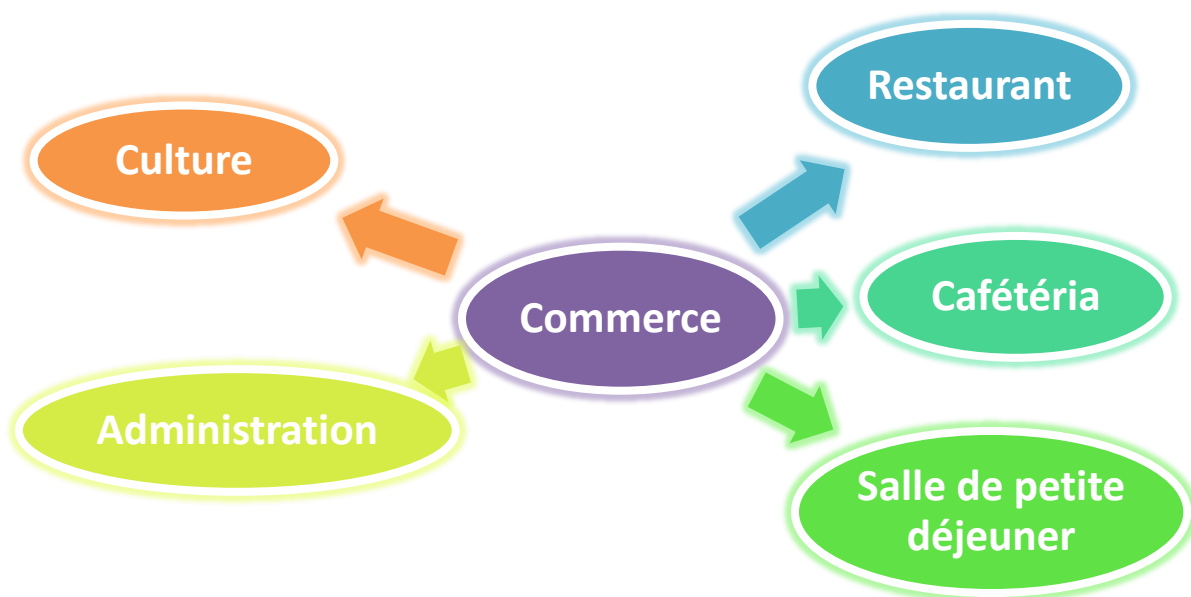 Restaurant
Culture
Cafétéria
Commerce
Administration
Salle de petite
déjeuner